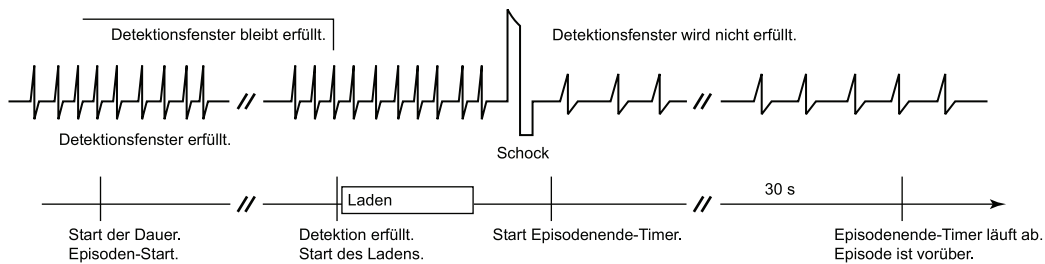 Detektionsfenster bleibt erfüllt.
Detektionsfenster wird nicht erfüllt.
Detektionsfenster erfüllt.
Schock
Laden
30 s
Start der Dauer.
Episoden-Start.
Detektion erfüllt.
Start des Ladens.
Start Episodenende-Timer.
Episodenende-Timer läuft ab.
Episode ist vorüber.